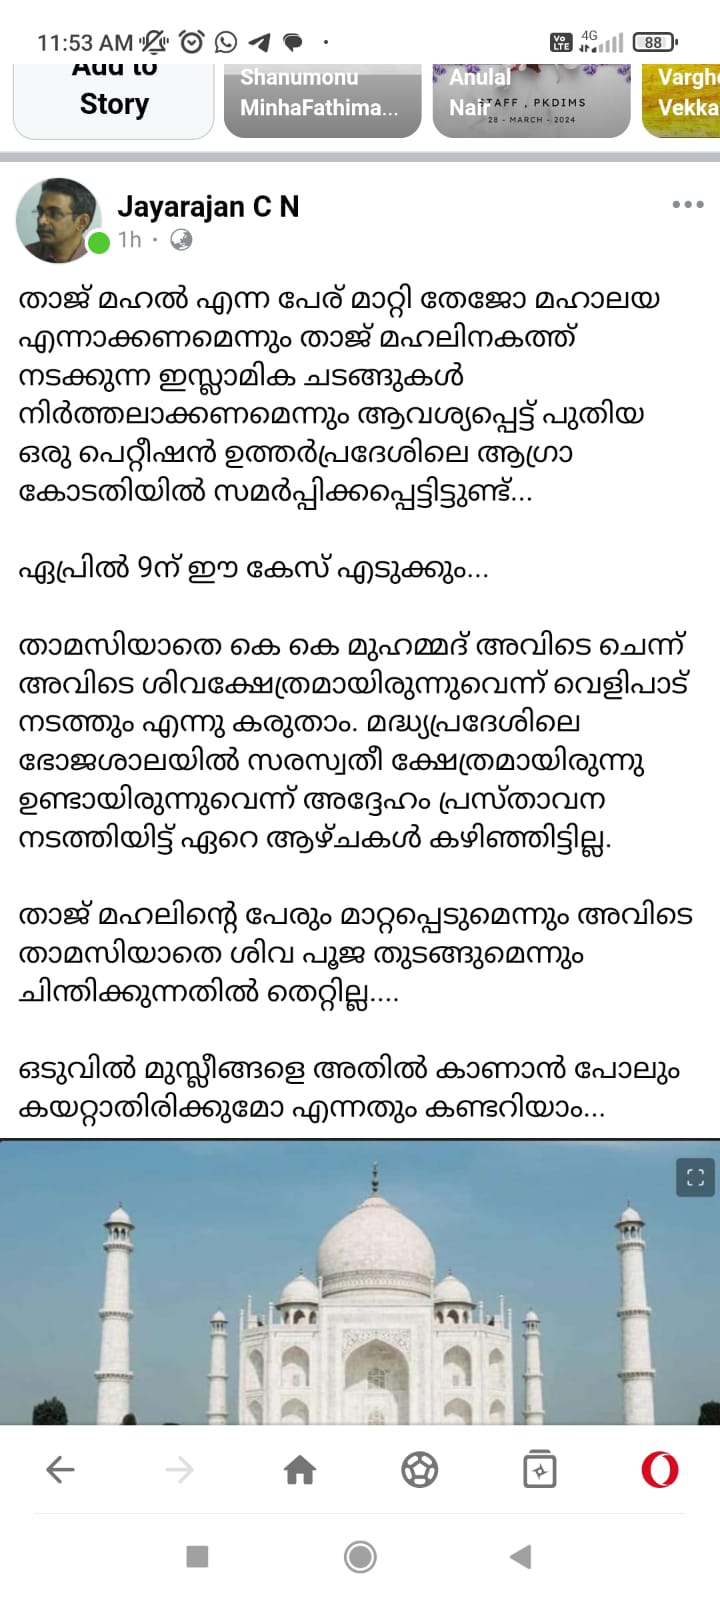 11:53 AM
Vo LTE 4G 88
Add to
Story
Shanumonu
MinhaFathima...
Anulal
Nair
STAFF , PKDIMS
28 - MARCH - 2024
Vargh
Vekka
Jayarajan C N
1h ·
താജ് മഹൽ എന്ന പേര് മാറ്റി തേജോ മഹാലയ
എന്നാക്കണമെന്നും താജ് മഹലിനകത്ത്
നടക്കുന്ന ഇസ്ലാമിക ചടങ്ങുകൾ
നിർത്തലാക്കണമെന്നും ആവശ്യപ്പെട്ട് പുതിയ
ഒരു പെറ്റീഷൻ ഉത്തർപ്രദേശിലെ ആഗ്രാ
കോടതിയിൽ സമർപ്പിക്കപ്പെട്ടിട്ടുണ്ട്...
ഏപ്രിൽ 9ന് ഈ കേസ് എടുക്കും...
താമസിയാതെ കെ കെ മുഹമ്മദ് അവിടെ ചെന്ന്
അവിടെ ശിവക്ഷേത്രമായിരുന്നുവെന്ന് വെളിപാട്
നടത്തും എന്നു കരുതാം. മദ്ധ്യപ്രദേശിലെ
ഭോജശാലയിൽ സരസ്വതീ ക്ഷേത്രമായിരുന്നു
ഉണ്ടായിരുന്നുവെന്ന് അദ്ദേഹം പ്രസ്താവന
നടത്തിയിട്ട് ഏറെ ആഴ്ചകൾ കഴിഞ്ഞിട്ടില്ല.
താജ് മഹലിന്റെ പേരും മാറ്റപ്പെടുമെന്നും അവിടെ
താമസിയാതെ ശിവ പൂജ തുടങ്ങുമെന്നും
ചിന്തിക്കുന്നതിൽ തെറ്റില്ല....
ഒടുവിൽ മുസ്ലീങ്ങളെ അതിൽ കാണാൻ പോലും
കയറ്റാതിരിക്കുമോ എന്നതും കണ്ടറിയാം...